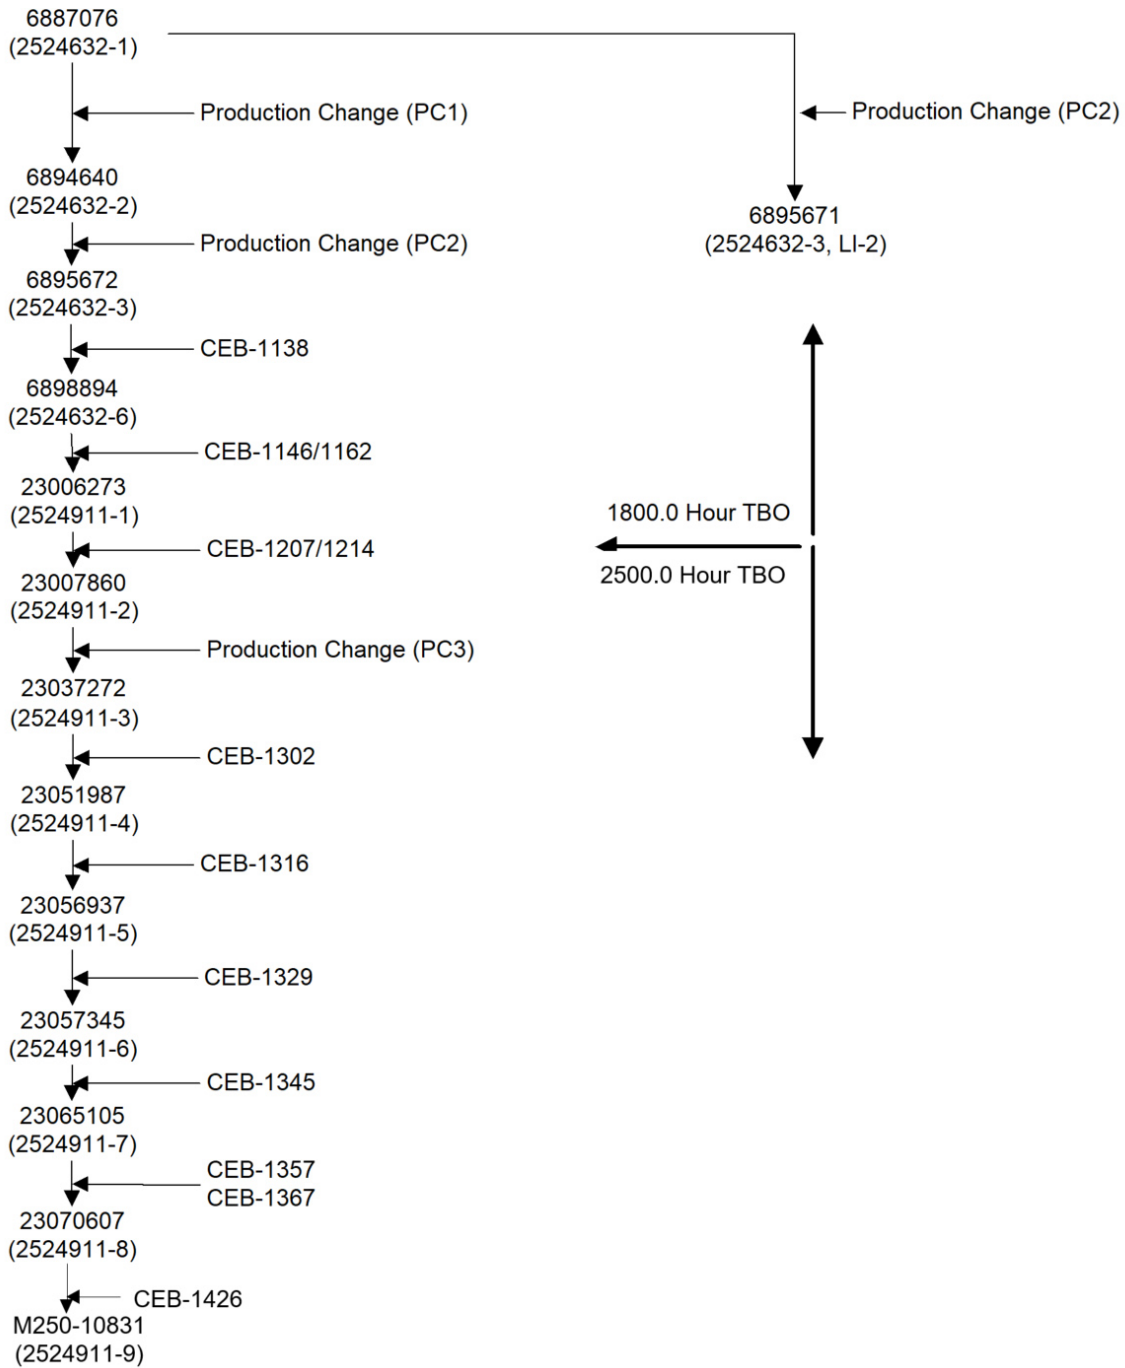 6887076
(2524632-1)
Production Change (PC1)
Production Change (PC2)
6894640
(2524632-2)
6895671
(2524632-3, LI-2)
Production Change (PC2)
6895672
(2524632-3)
CEB-1138
6898894
(2524632-6)
CEB-1146/1162
23006273
(2524911-1)
1800.0 Hour TBO
CEB-1207/1214
2500.0 Hour TBO
23007860
(2524911-2)
Production Change (PC3)
23037272
(2524911-3)
CEB-1302
23051987
(2524911-4)
CEB-1316
23056937
(2524911-5)
CEB-1329
23057345
(2524911-6)
CEB-1345
23065105
(2524911-7)
CEB-1357
CEB-1367
23070607
(2524911-8)
CEB-1426
M250-10831
(2524911-9)